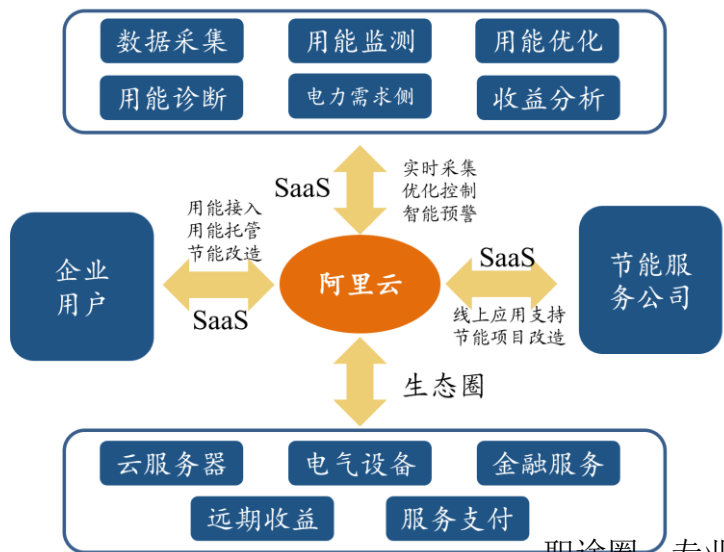 数据采集 用能监测 用能优化
用能诊断 电力需求侧 收益分析
SaaS
实时采集
优化控制
智能预警
用能接入
用能托管
节能改造
企业
用户
SaaS
阿里云
SaaS
线上应用支持
节能项目改造
节能服
务公司
生态圈
云服务器 电气设备 金融服务
远期收益 服务支付